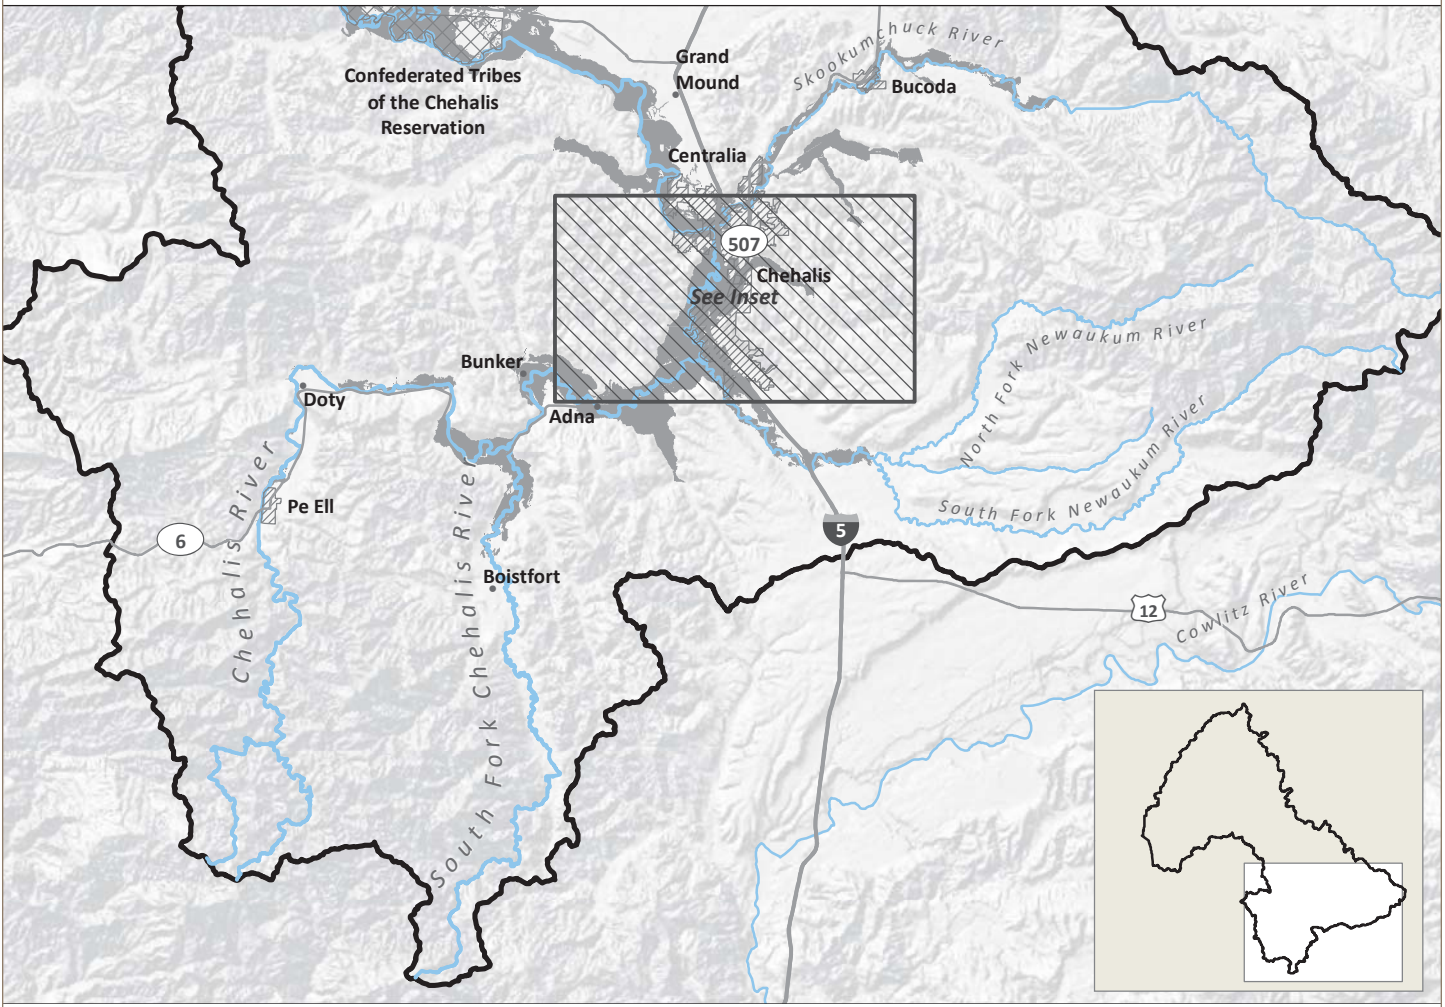 Skookumchuck River
Grand
Mound
Confederated Tribes
of the Chehalis
Reservation
Bucoda
Centralia
507
Chehalis
See Inset
North Fork Newaukum River
Bunker
Doty
Adna
South Fork Newaukum River
Chehalis River
Pe Ell
6
5
South Fork Chehalis River
Boistfort
12
Cowlitz River